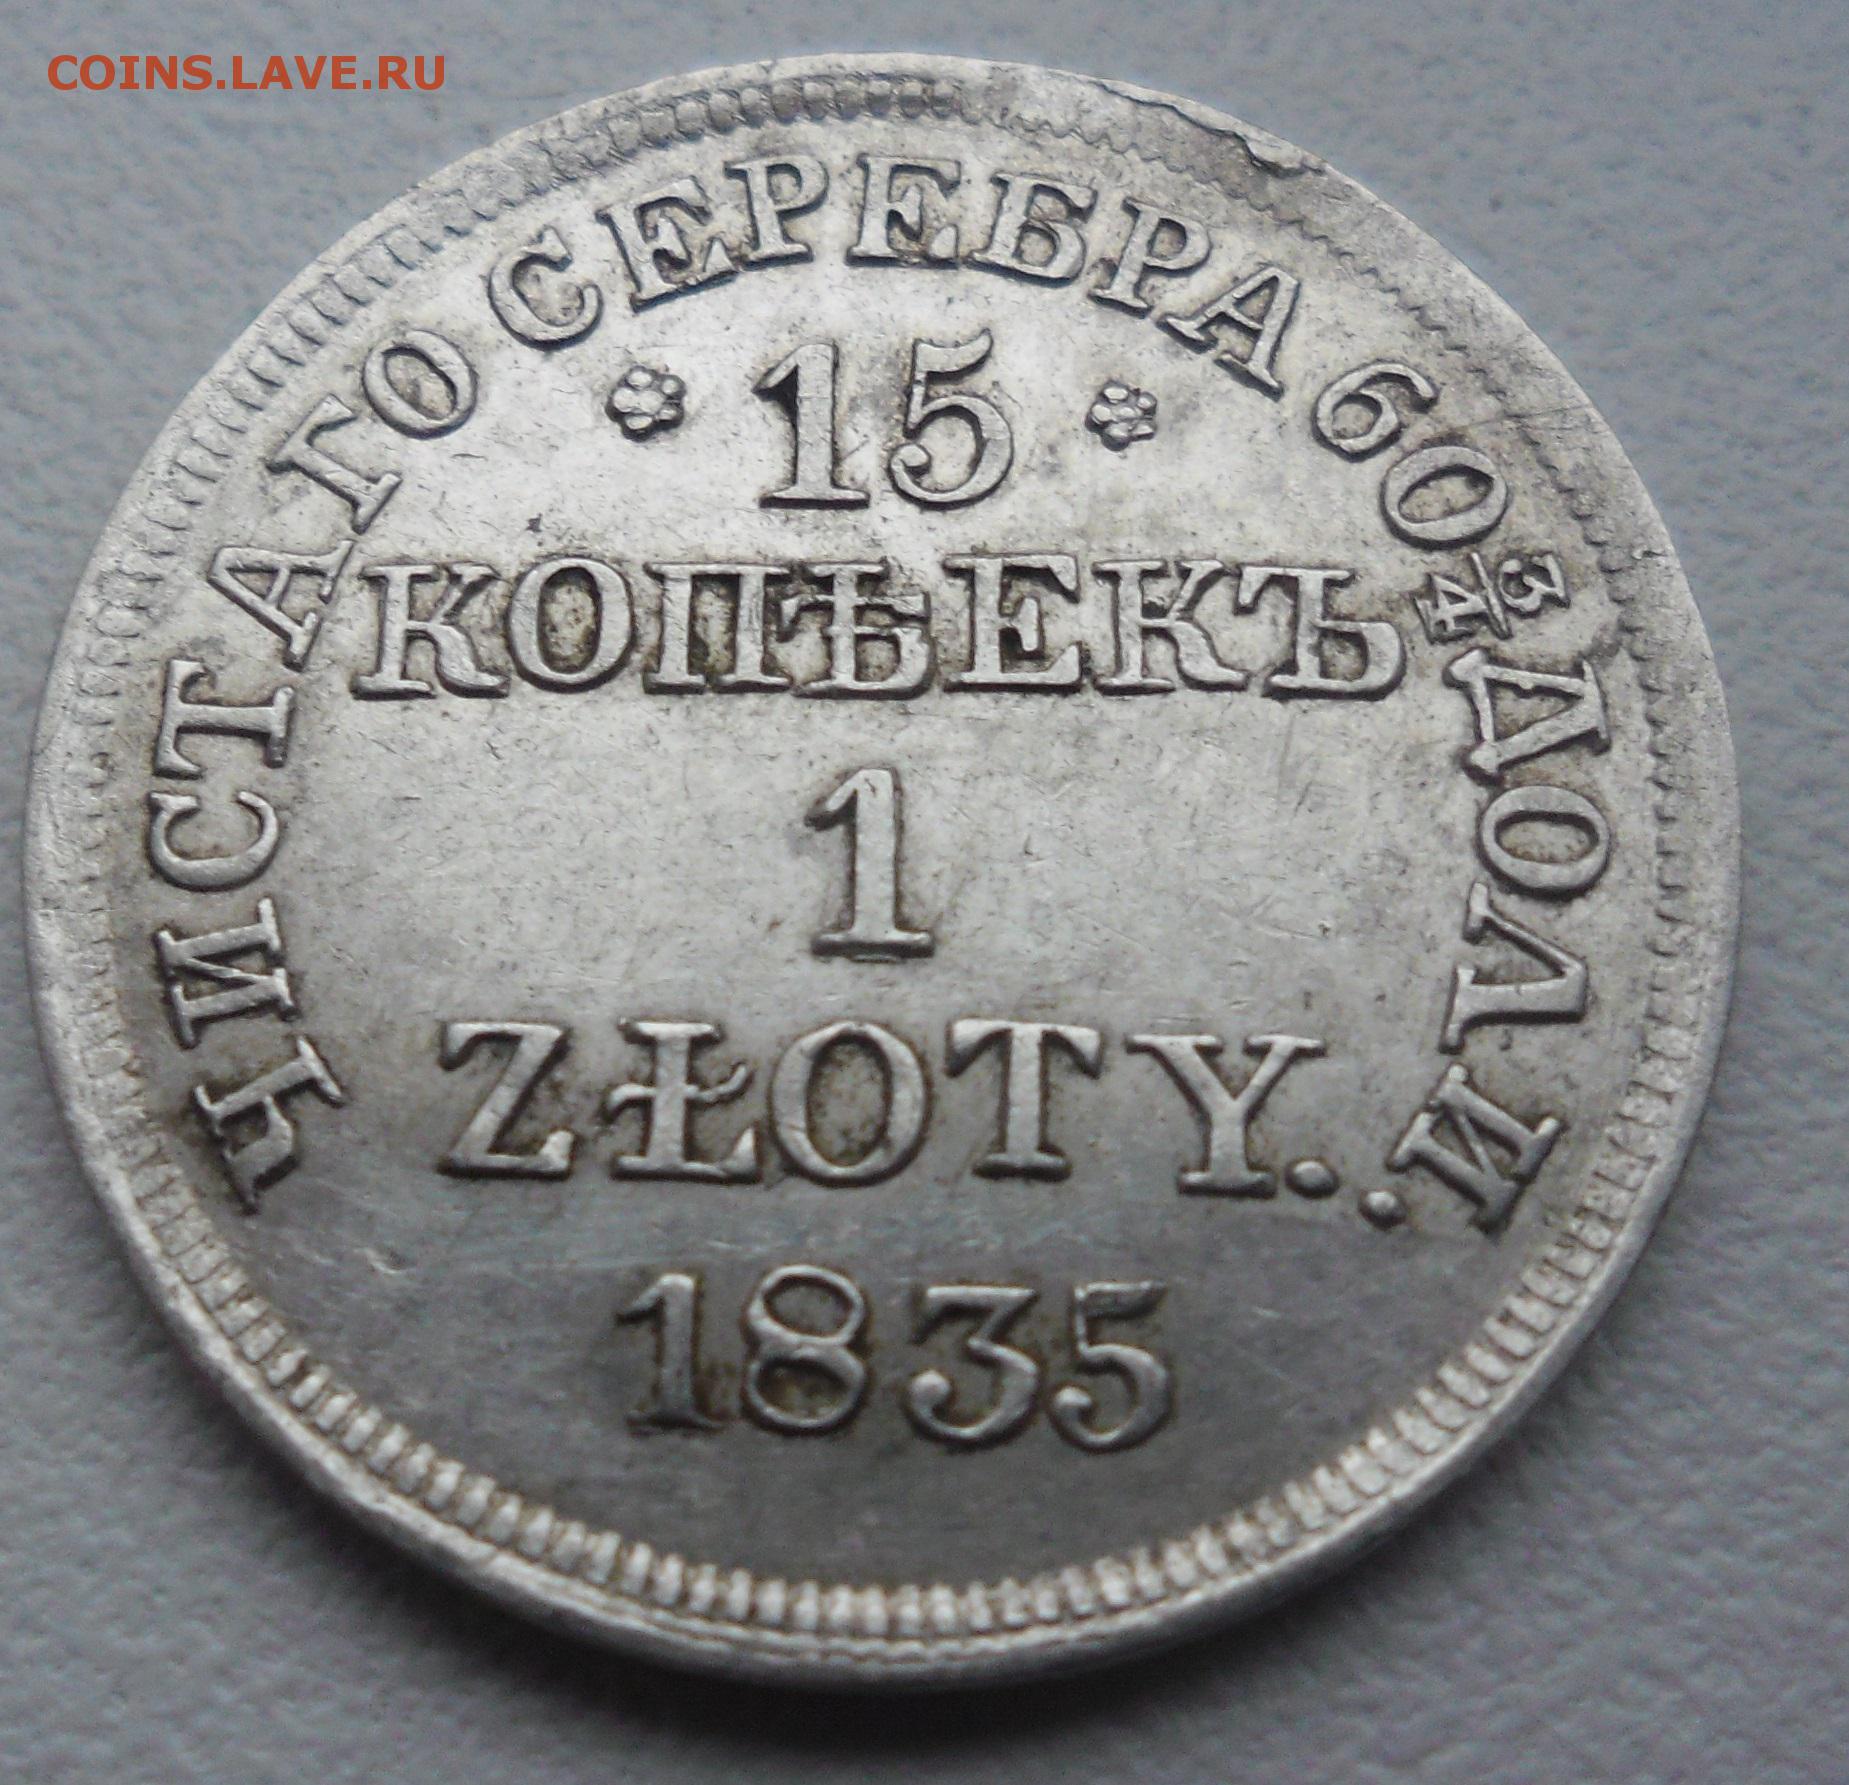 COINS.LAVE.RU
ЧИСТАГО СЕРЕБРА 60 3/4 ДОЛИ.
15
КОПѢЕКЪ
1
ZŁOTY.
1835